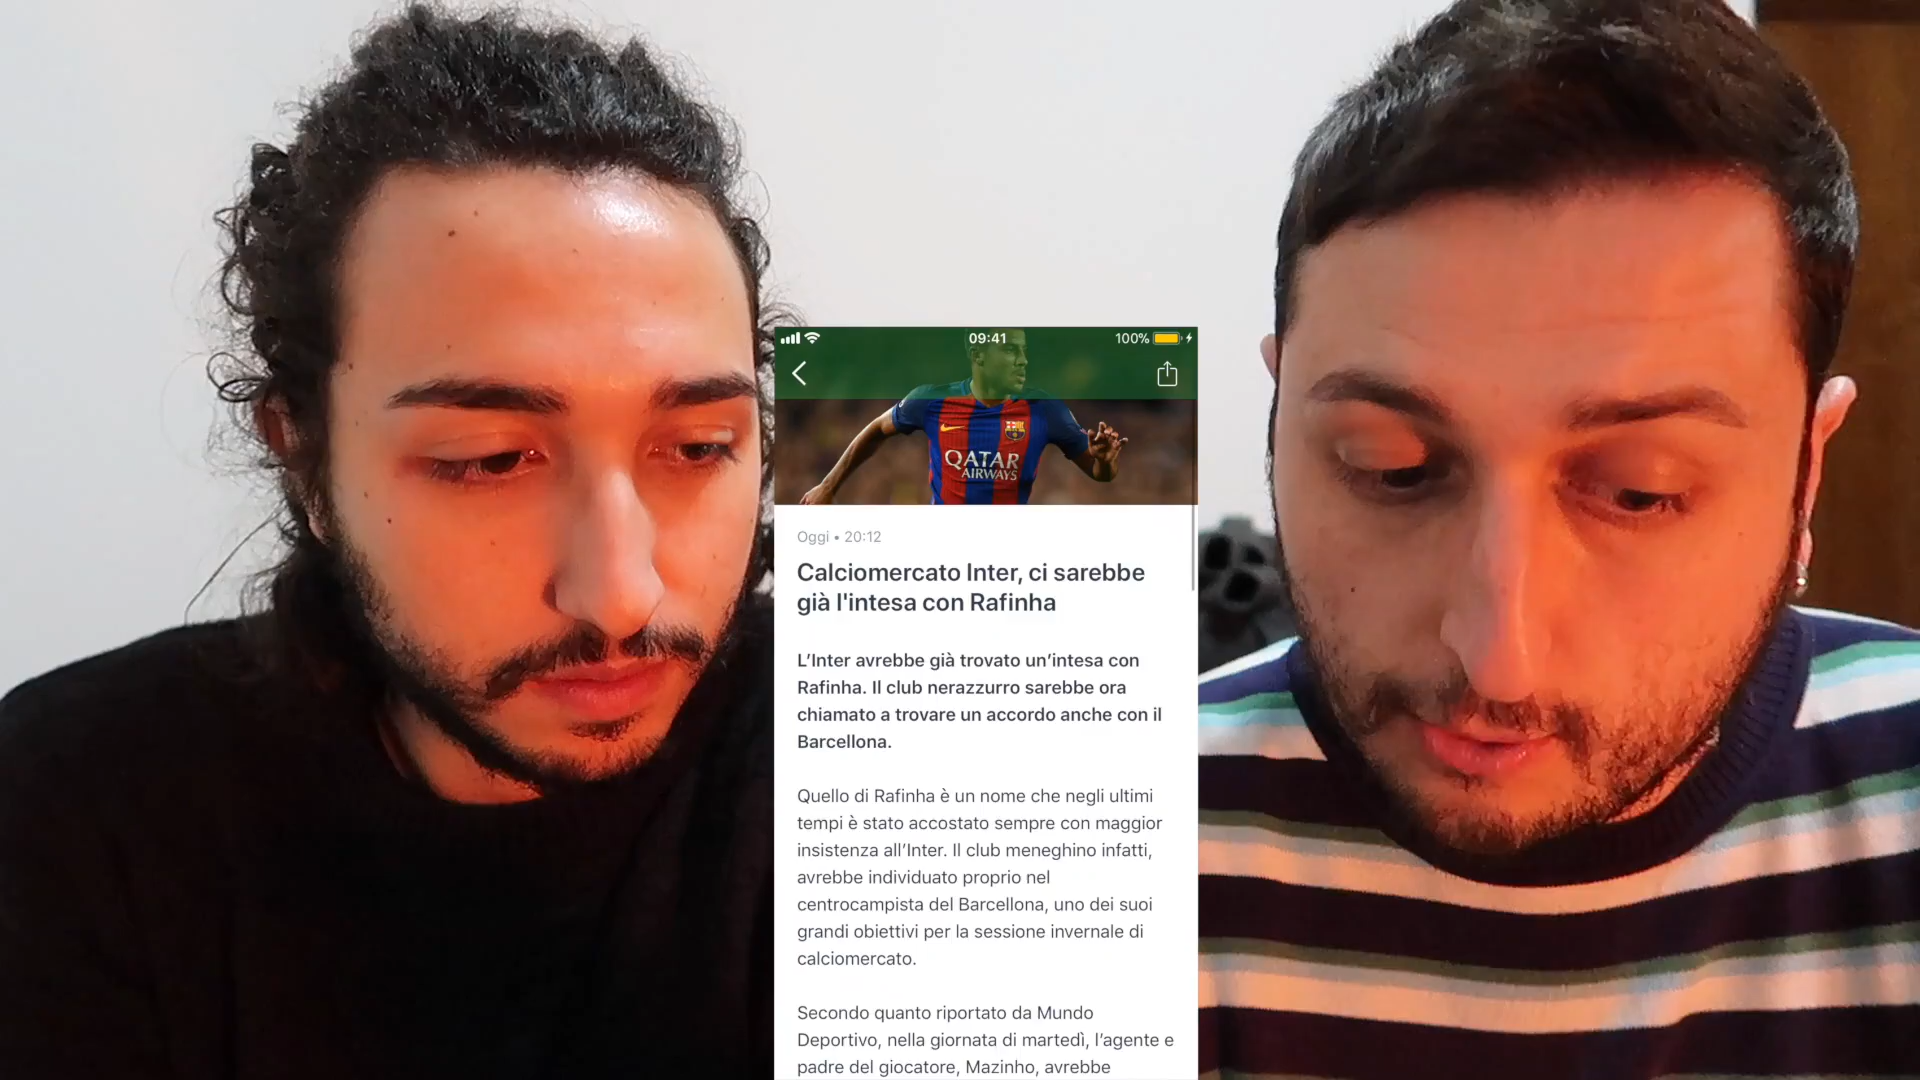 09:41
100%
QATAR
AIRWAYS
Oggi • 20:12
Calciomercato Inter, ci sarebbe
già l'intesa con Rafinha
L’Inter avrebbe già trovato un’intesa con
Rafinha. Il club nerazzurro sarebbe ora
chiamato a trovare un accordo anche con il
Barcellona.
Quello di Rafinha è un nome che negli ultimi
tempi è stato accostato sempre con maggior
insistenza all’Inter. Il club meneghino infatti,
avrebbe individuato proprio nel
centrocampista del Barcellona, uno dei suoi
grandi obiettivi per la sessione invernale di
calciomercato.
Secondo quanto riportato da Mundo
Deportivo, nella giornata di martedì, l’agente e
padre del giocatore, Mazinho, avrebbe